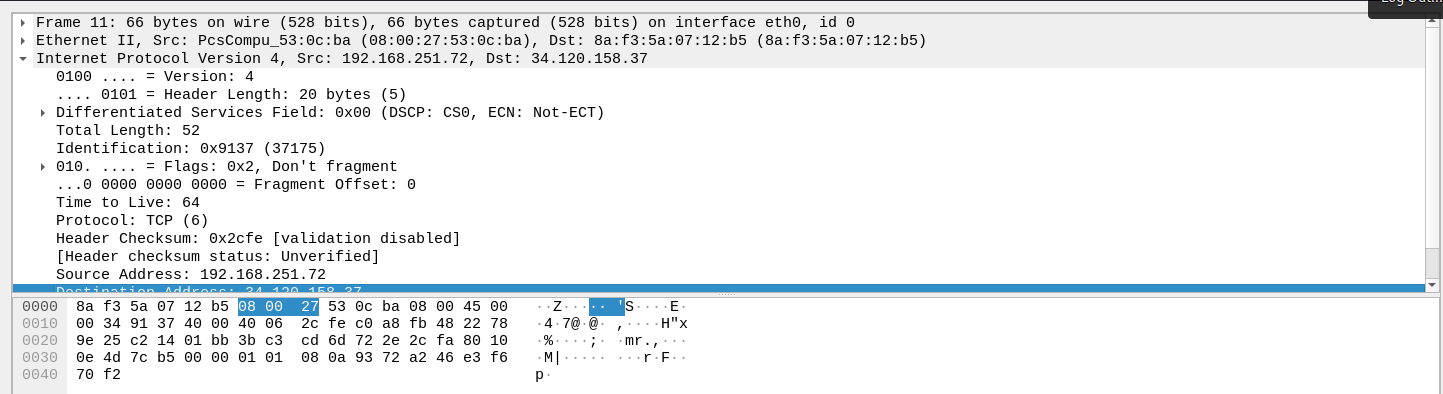 Frame 11: 66 bytes on wire (528 bits), 66 bytes captured (528 bits) on interface eth0, id 0
Ethernet II, Src: PcsCompu_53:0c:ba (08:00:27:53:0c:ba), Dst: 8a:f3:5a:07:12:b5 (8a:f3:5a:07:12:b5)
Internet Protocol Version 4, Src: 192.168.251.72, Dst: 34.120.158.37
0100 .... = Version: 4
.... 0101 = Header Length: 20 bytes (5)
Differentiated Services Field: 0x00 (DSCP: CS0, ECN: Not-ECT)
Total Length: 52
Identification: 0x9137 (37175)
010. .... = Flags: 0x2, Don't fragment
...0 0000 0000 0000 = Fragment Offset: 0
Time to Live: 64
Protocol: TCP (6)
Header Checksum: 0x2cfe [validation disabled]
[Header checksum status: Unverified]
Source Address: 192.168.251.72
Destination Address: 34.120.158.37
0000 8a f3 5a 07 12 b5 08 00 27 53 0c ba 08 00 45 00 ··Z····· 'S····E·
0010 00 34 91 37 40 00 40 06 2c fe c0 a8 fb 48 22 78 ·4·7@·@· ,····H"x
0020 9e 25 c2 14 01 bb 3b c3 cd 6d 72 2e 2c fa 80 10 ·%····;· ·mr.,···
0030 0e 4d 7c b5 00 00 01 01 08 0a 93 72 a2 46 e3 f6 ·M|····· ···r·F··
0040 70 f2 p·